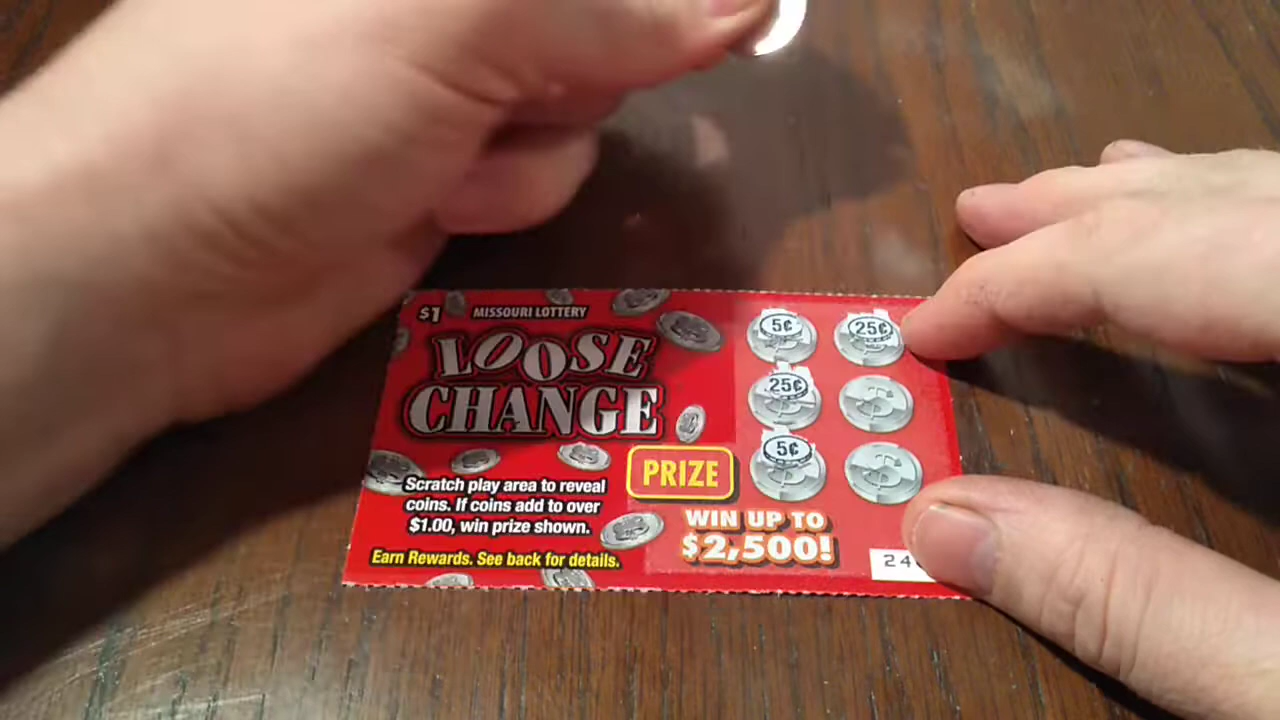 $1 MISSOURI LOTTERY
LOOSE
CHANGE
Scratch play area to reveal
coins. If coins add to over
$1.00, win prize shown.
Earn Rewards. See back for details.
5¢ 25¢
25¢
5¢
PRIZE
WIN UP TO
$2,500!